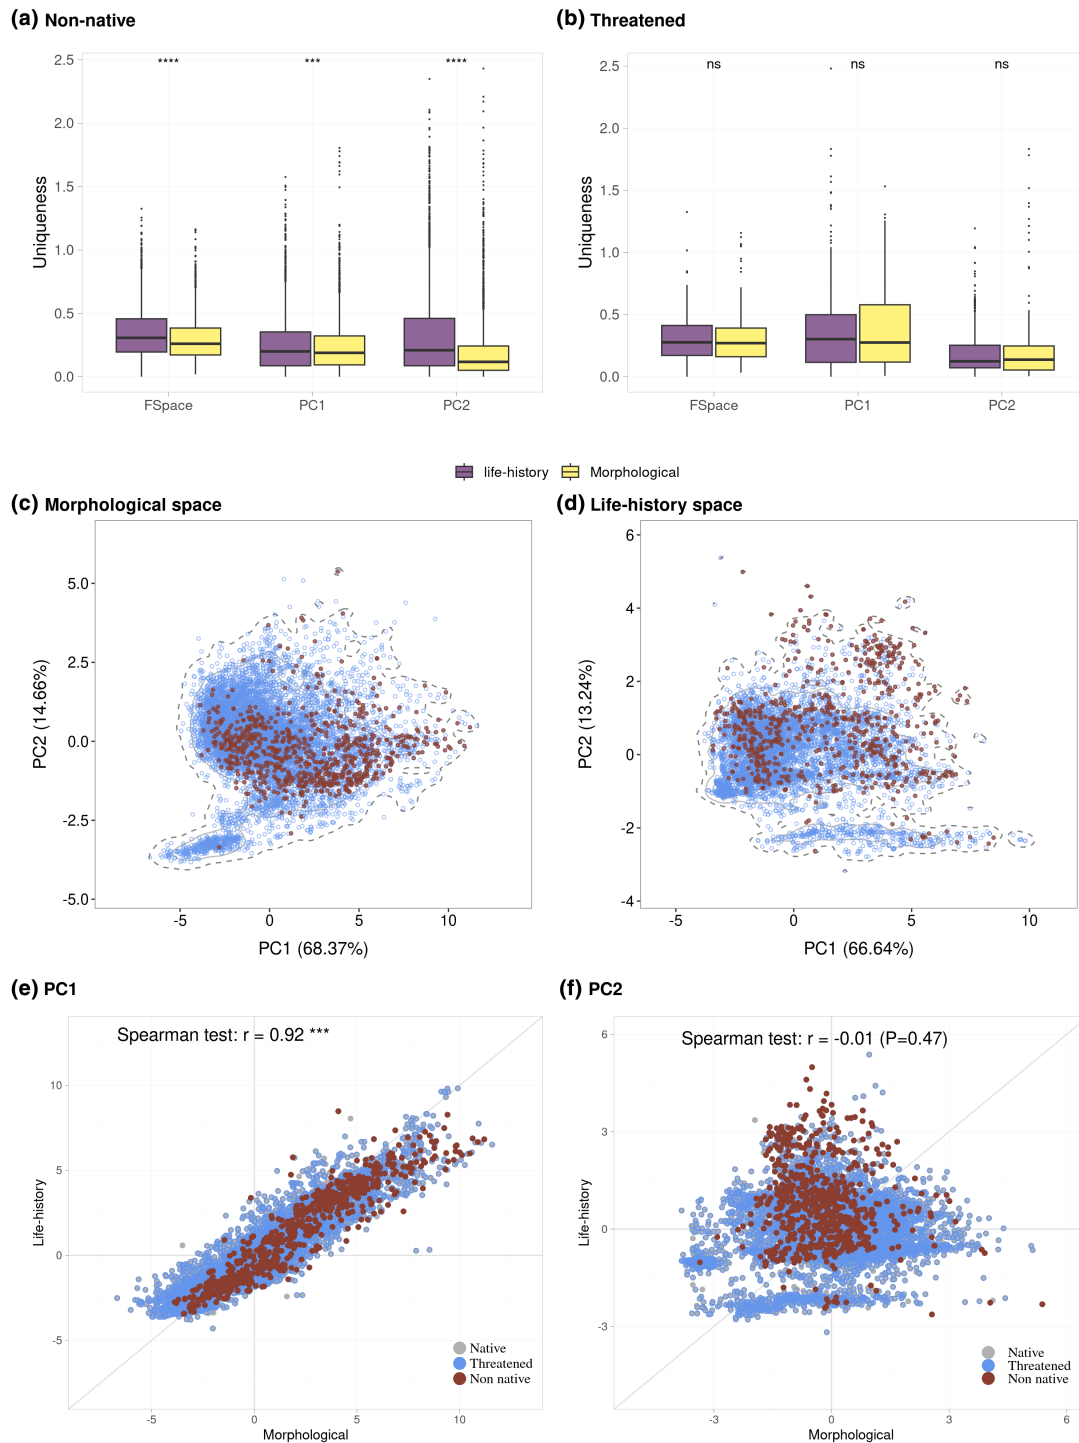 (a) Non-native
(b) Threatened
2.5
2.0
1.5
1.0
0.5
0.0
Uniqueness
****
***
****
FSpace
PC1
PC2
2.5
2.0
1.5
1.0
0.5
0.0
Uniqueness
ns
ns
ns
FSpace
PC1
PC2
life-history
Morphological
(c) Morphological space
5.0
2.5
0.0
-2.5
-5.0
PC2 (14.66%)
-5
0
5
10
PC1 (68.37%)
(d) Life-history space
6
4
2
0
-2
-4
PC2 (13.24%)
-5
0
5
10
PC1 (66.64%)
(e) PC1
Spearman test: r = 0.92 ***
10
5
0
-5
Life-history
Native
Threatened
Non native
-5
0
5
10
Morphological
(f) PC2
Spearman test: r = -0.01 (P=0.47)
6
3
0
-3
Life-history
Native
Threatened
Non native
-3
0
3
6
Morphological